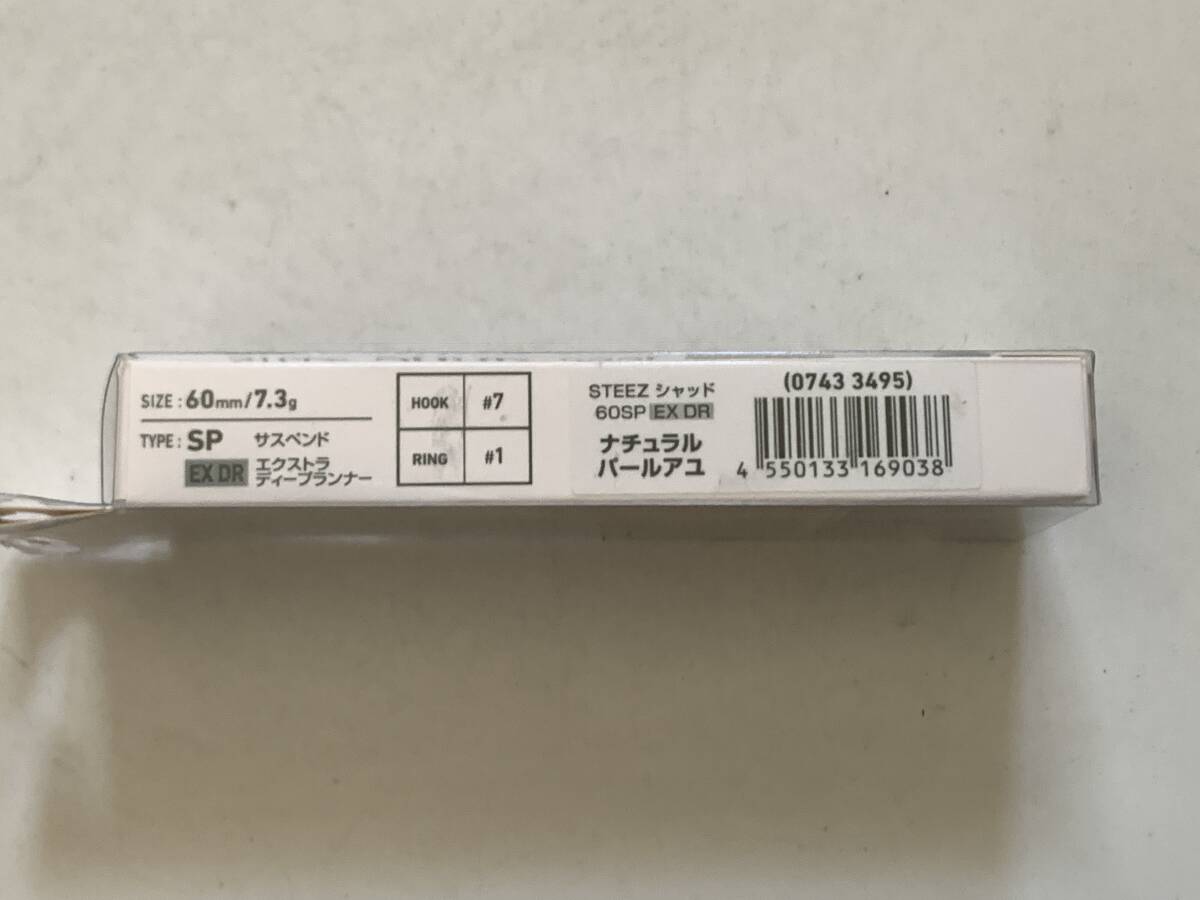 SIZE : 60mm/7.3g
TYPE : SP サスペンド
EX DR エクストラ
ディープランナー
HOOK #7
RING #1
STEEZ シャッド
60SP EX DR
ナチュラル
パールアユ
(0743 3495)
4 550133 169038